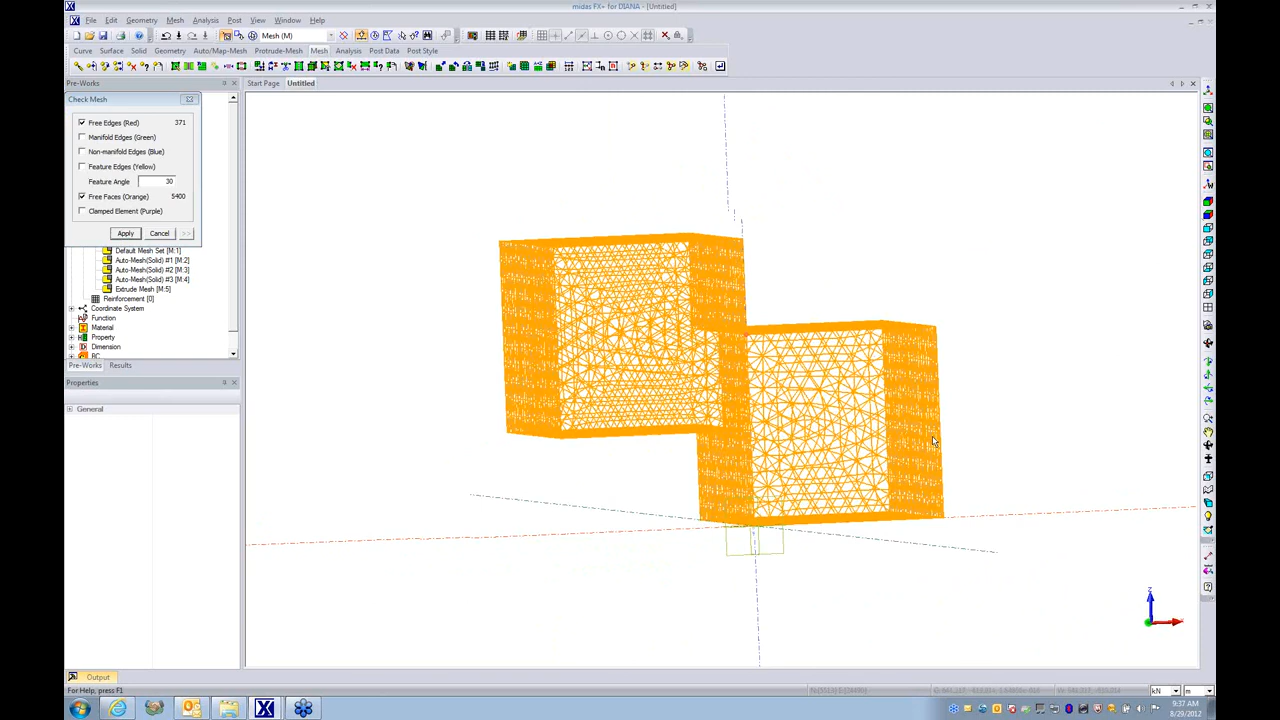 midas FX+ for DIANA - [Untitled]
File Edit Geometry Mesh Analysis Post View Window Help
Mesh (M)
Curve Surface Solid Geometry Auto/Map-Mesh Protrude-Mesh Mesh Analysis Post Data Post Style
Pre-Works
Start Page Untitled
Check Mesh
Free Edges (Red) 371
Manifold Edges (Green)
Non-manifold Edges (Blue)
Feature Edges (Yellow)
Feature Angle 30
Free Faces (Orange) 5400
Clamped Element (Purple)
Apply Cancel >>
Default Mesh Set [M:1]
Auto-Mesh(Solid) #1 [M:2]
Auto-Mesh(Solid) #2 [M:3]
Auto-Mesh(Solid) #3 [M:4]
Extrude Mesh [M:5]
Reinforcement [0]
Coordinate System
Function
Material
Property
Dimension
BC
Pre-Works Results
Properties
General
Z
Output
For Help, press F1
kN m
9:37 AM
8/29/2012